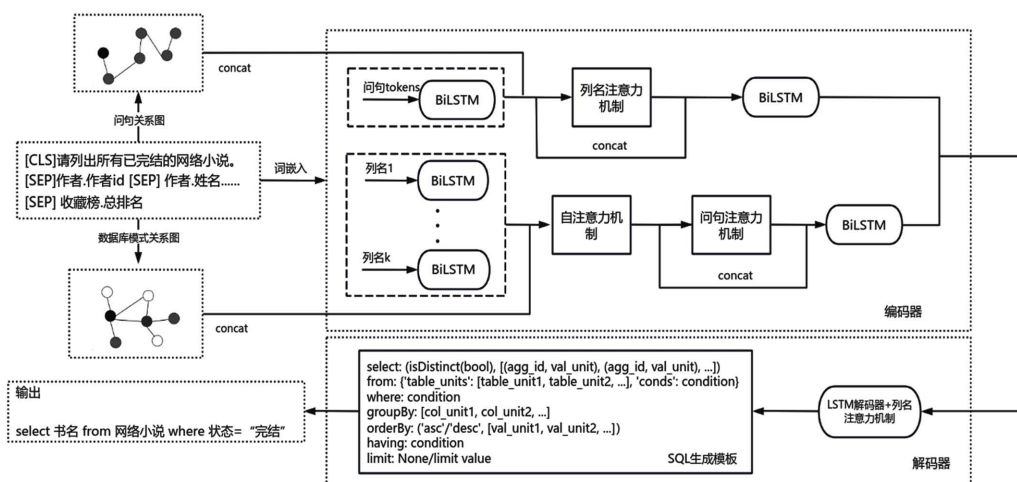 concat
问句关系图
[CLS]请列出所有已完结的网络小说。
[SEP]作者.作者id [SEP] 作者.姓名......
[SEP] 收藏榜.总排名
词嵌入
数据库模式关系图
concat
问句tokens
BiLSTM
列名注意力
机制
concat
BiLSTM
列名1
BiLSTM
列名k
BiLSTM
自注意力机
制
问句注意力
机制
concat
BiLSTM
编码器
输出
select 书名 from 网络小说 where 状态=“完结”
select: (isDistinct(bool), [(agg_id, val_unit), (agg_id, val_unit), ...])
from: {'table_units': [table_unit1, table_unit2, ...], 'conds': condition}
where: condition
groupBy: [col_unit1, col_unit2, ...]
orderBy: ('asc'/'desc', [val_unit1, val_unit2, ...])
having: condition
limit: None/limit value
SQL生成模板
LSTM解码器+列名
注意力机制
解码器